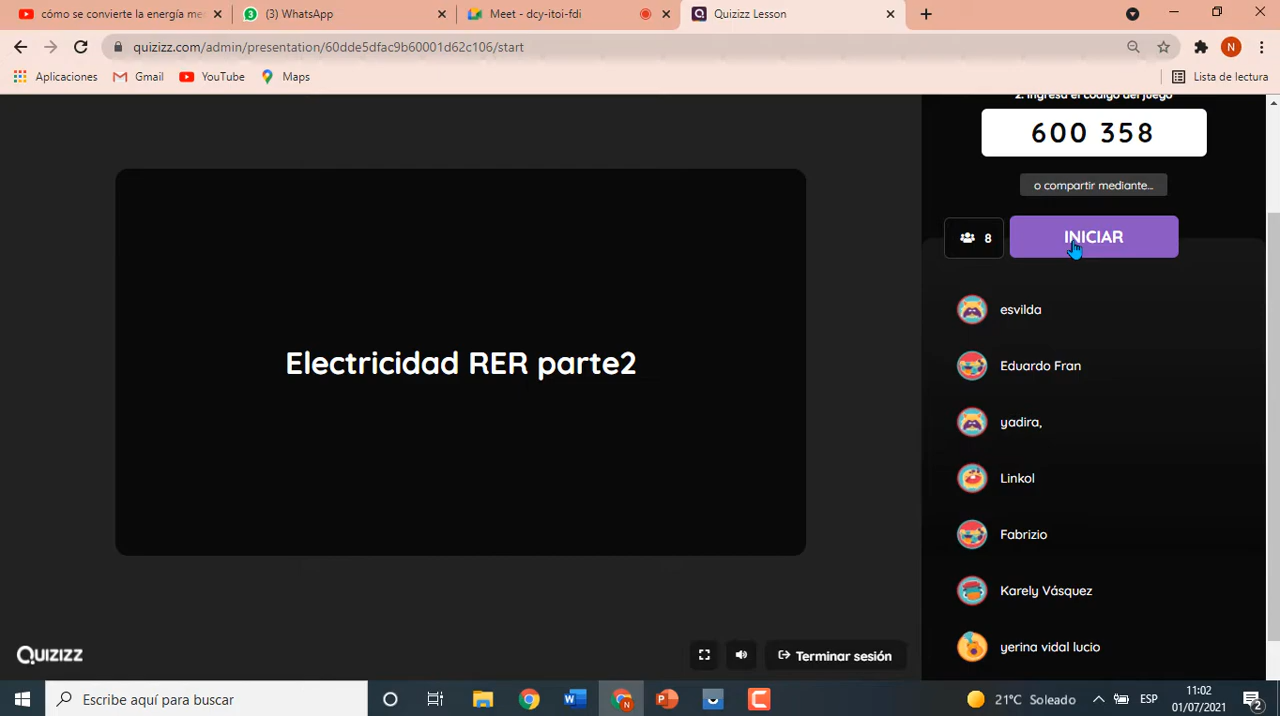 cómo se convierte la energía me
(3) WhatsApp
Meet - dcy-itoi-fdi
Quizizz Lesson
quizizz.com/admin/presentation/60dde5dfac9b60001d62c106/start
N
Aplicaciones
Gmail
YouTube
Maps
Lista de lectura
2. Ingresa el código del juego
600 358
o compartir mediante...
8
INICIAR
esvilda
Eduardo Fran
yadira,
Linkol
Fabrizio
Karely Vásquez
yerina vidal lucio
Electricidad RER parte2
Quizizz
Terminar sesión
Escribe aquí para buscar
21°C Soleado
ESP
11:02
01/07/2021
2